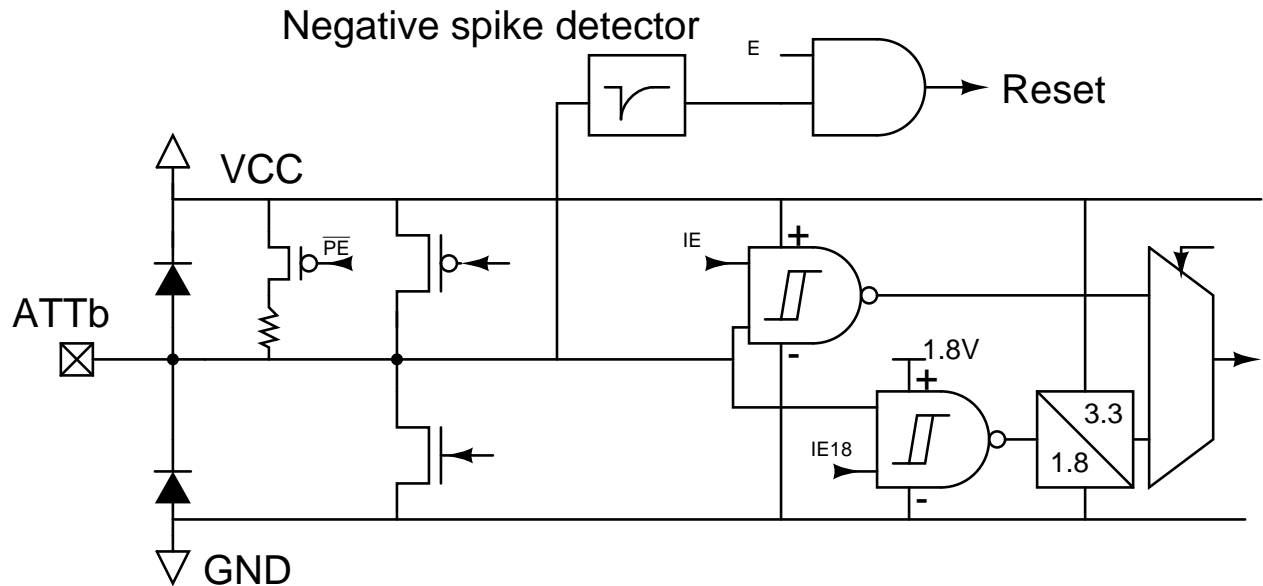 Negative spike detector
E
Reset
VCC
PE
IE
+
ATTb
-
1.8V
+
3.3
1.8
IE18
-
GND